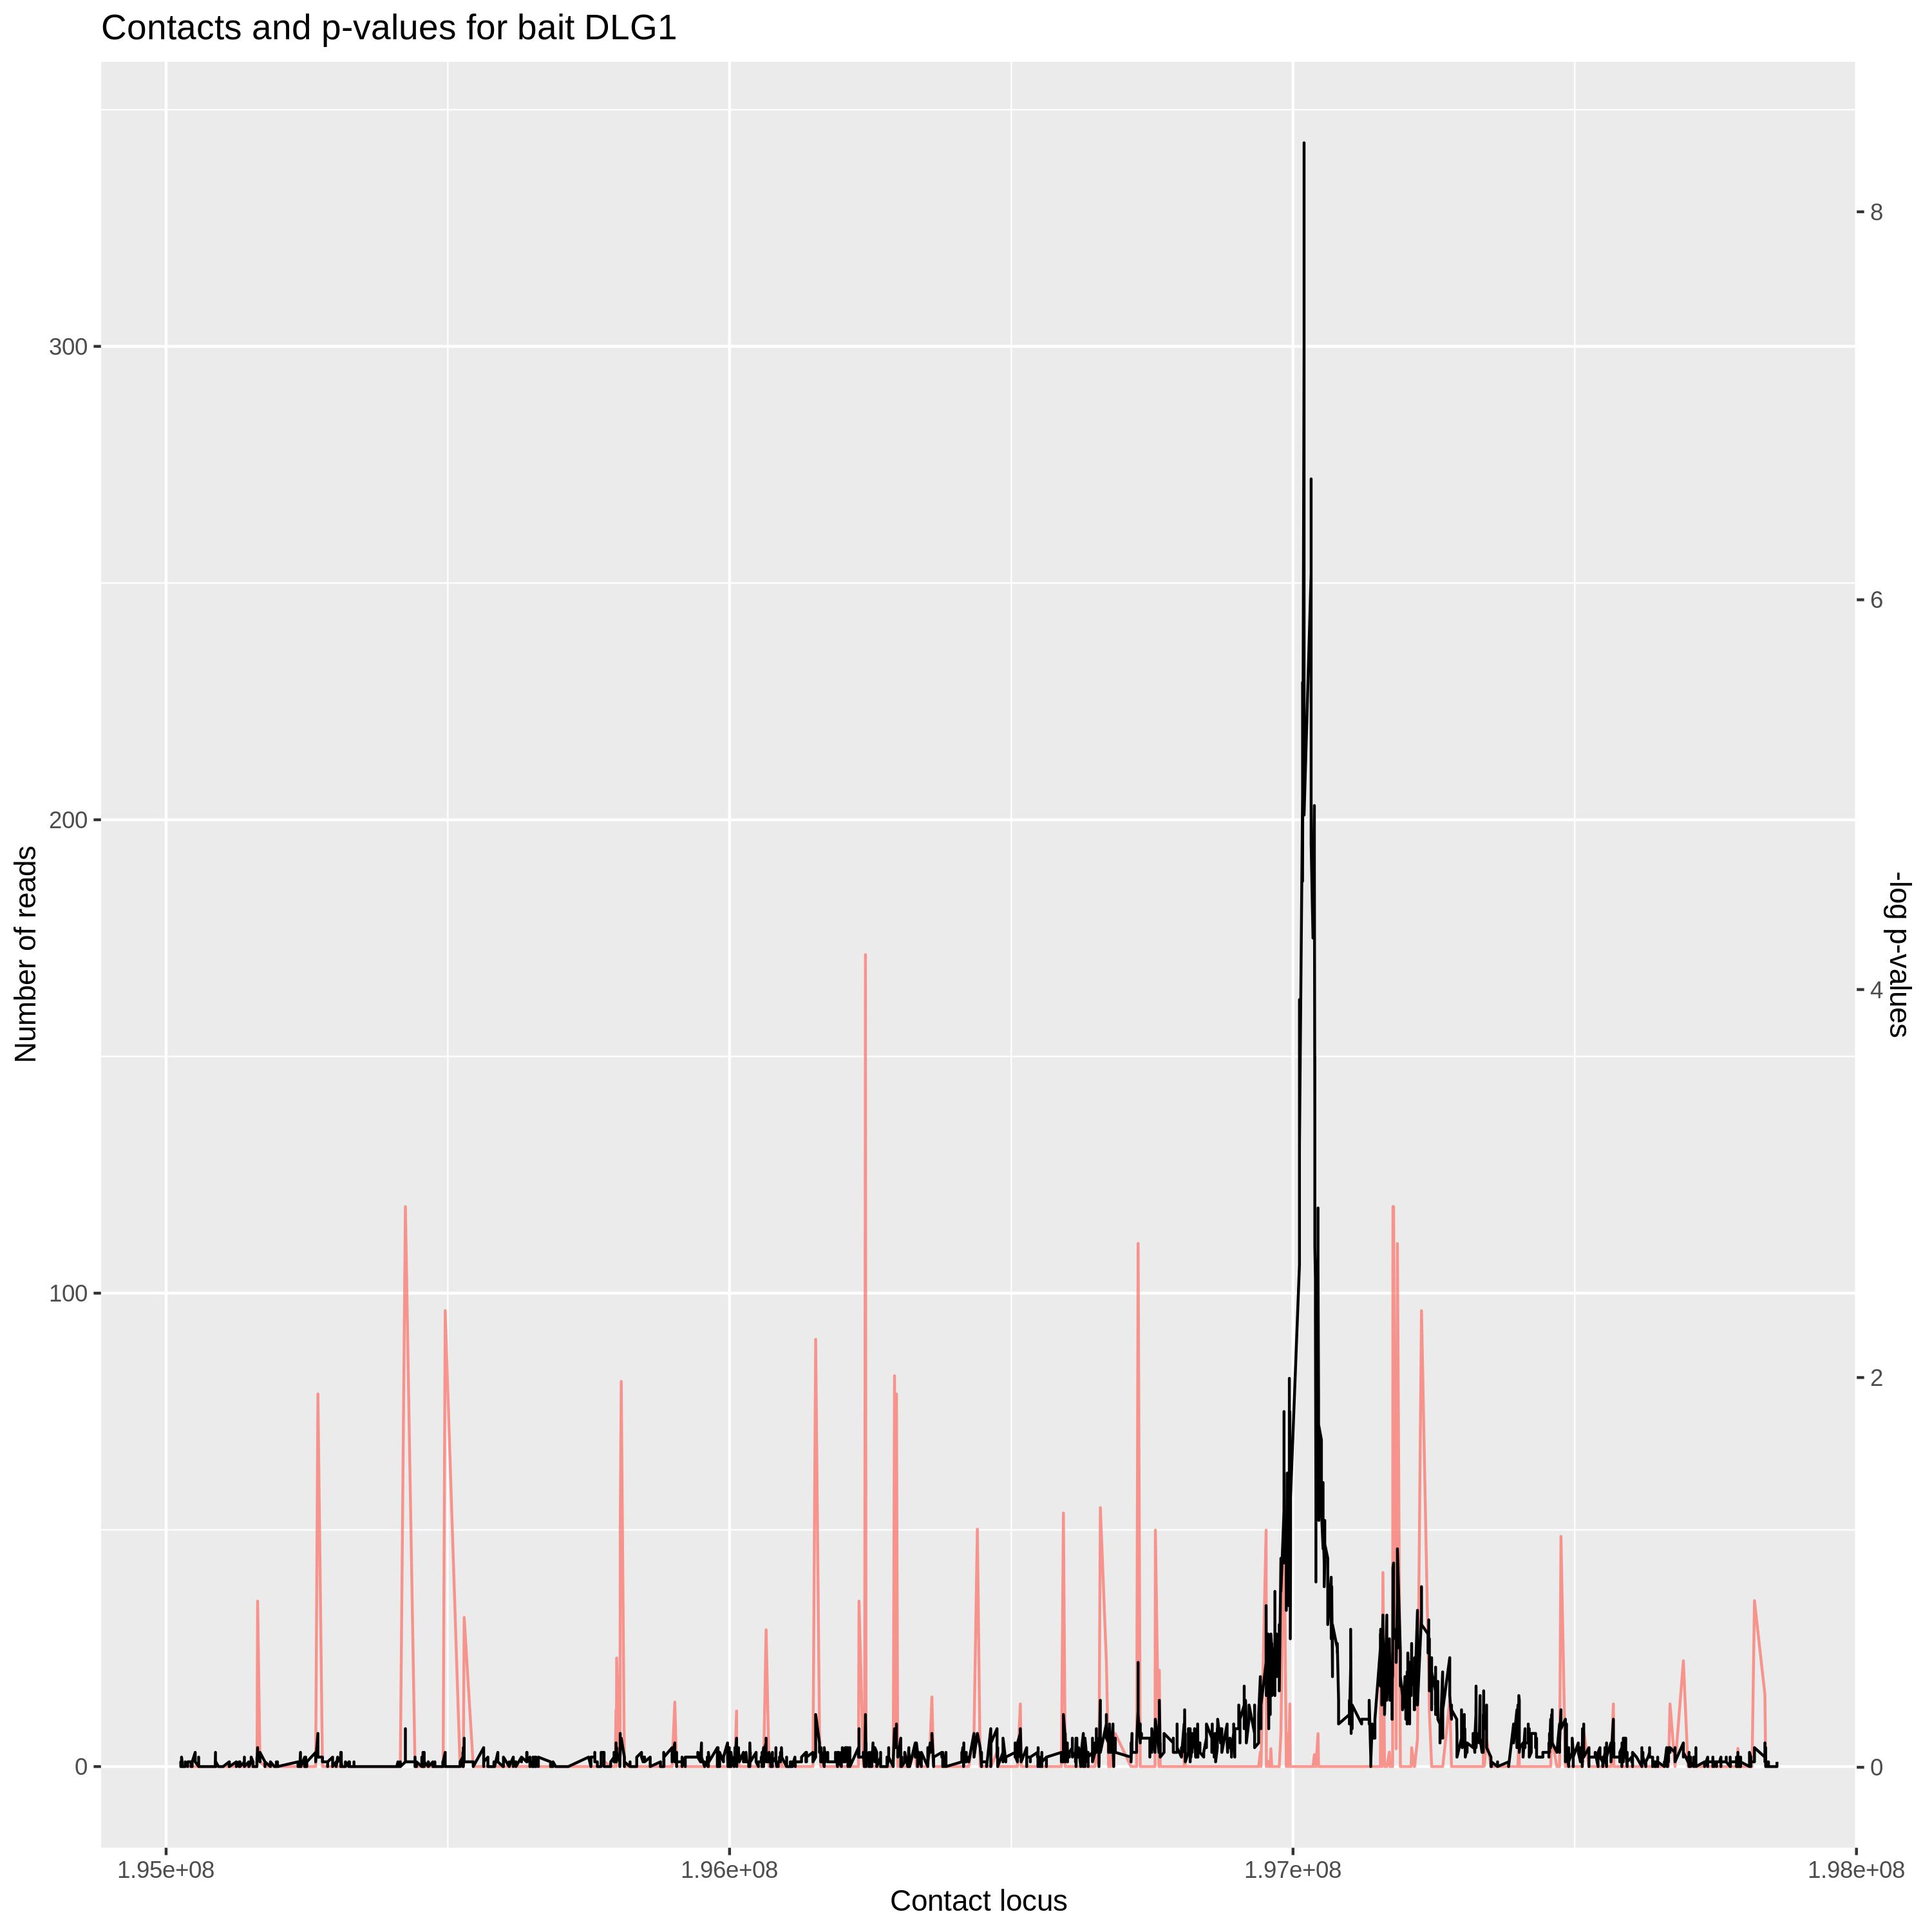 Contacts and p-values for bait DLG1
300
200
100
0
Number of reads
8
6
4
2
0
-log p-values
1.95e+08
1.96e+08
1.97e+08
1.98e+08
Contact locus